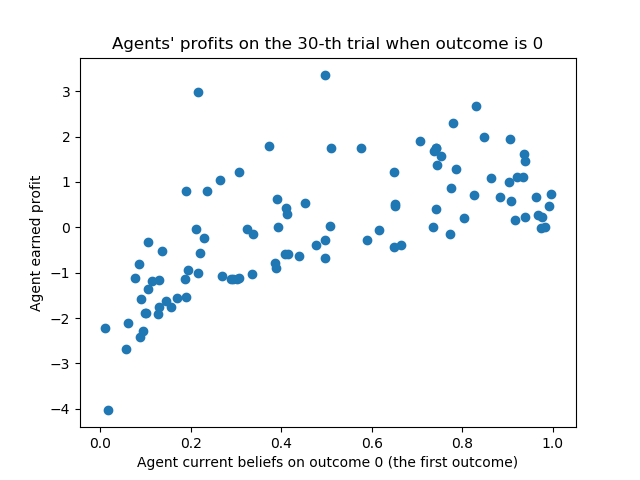 Agents' profits on the 30-th trial when outcome is 0
Agent earned profit
3
2
1
0
−1
−2
−3
−4
0.0 0.2 0.4 0.6 0.8 1.0
Agent current beliefs on outcome 0 (the first outcome)